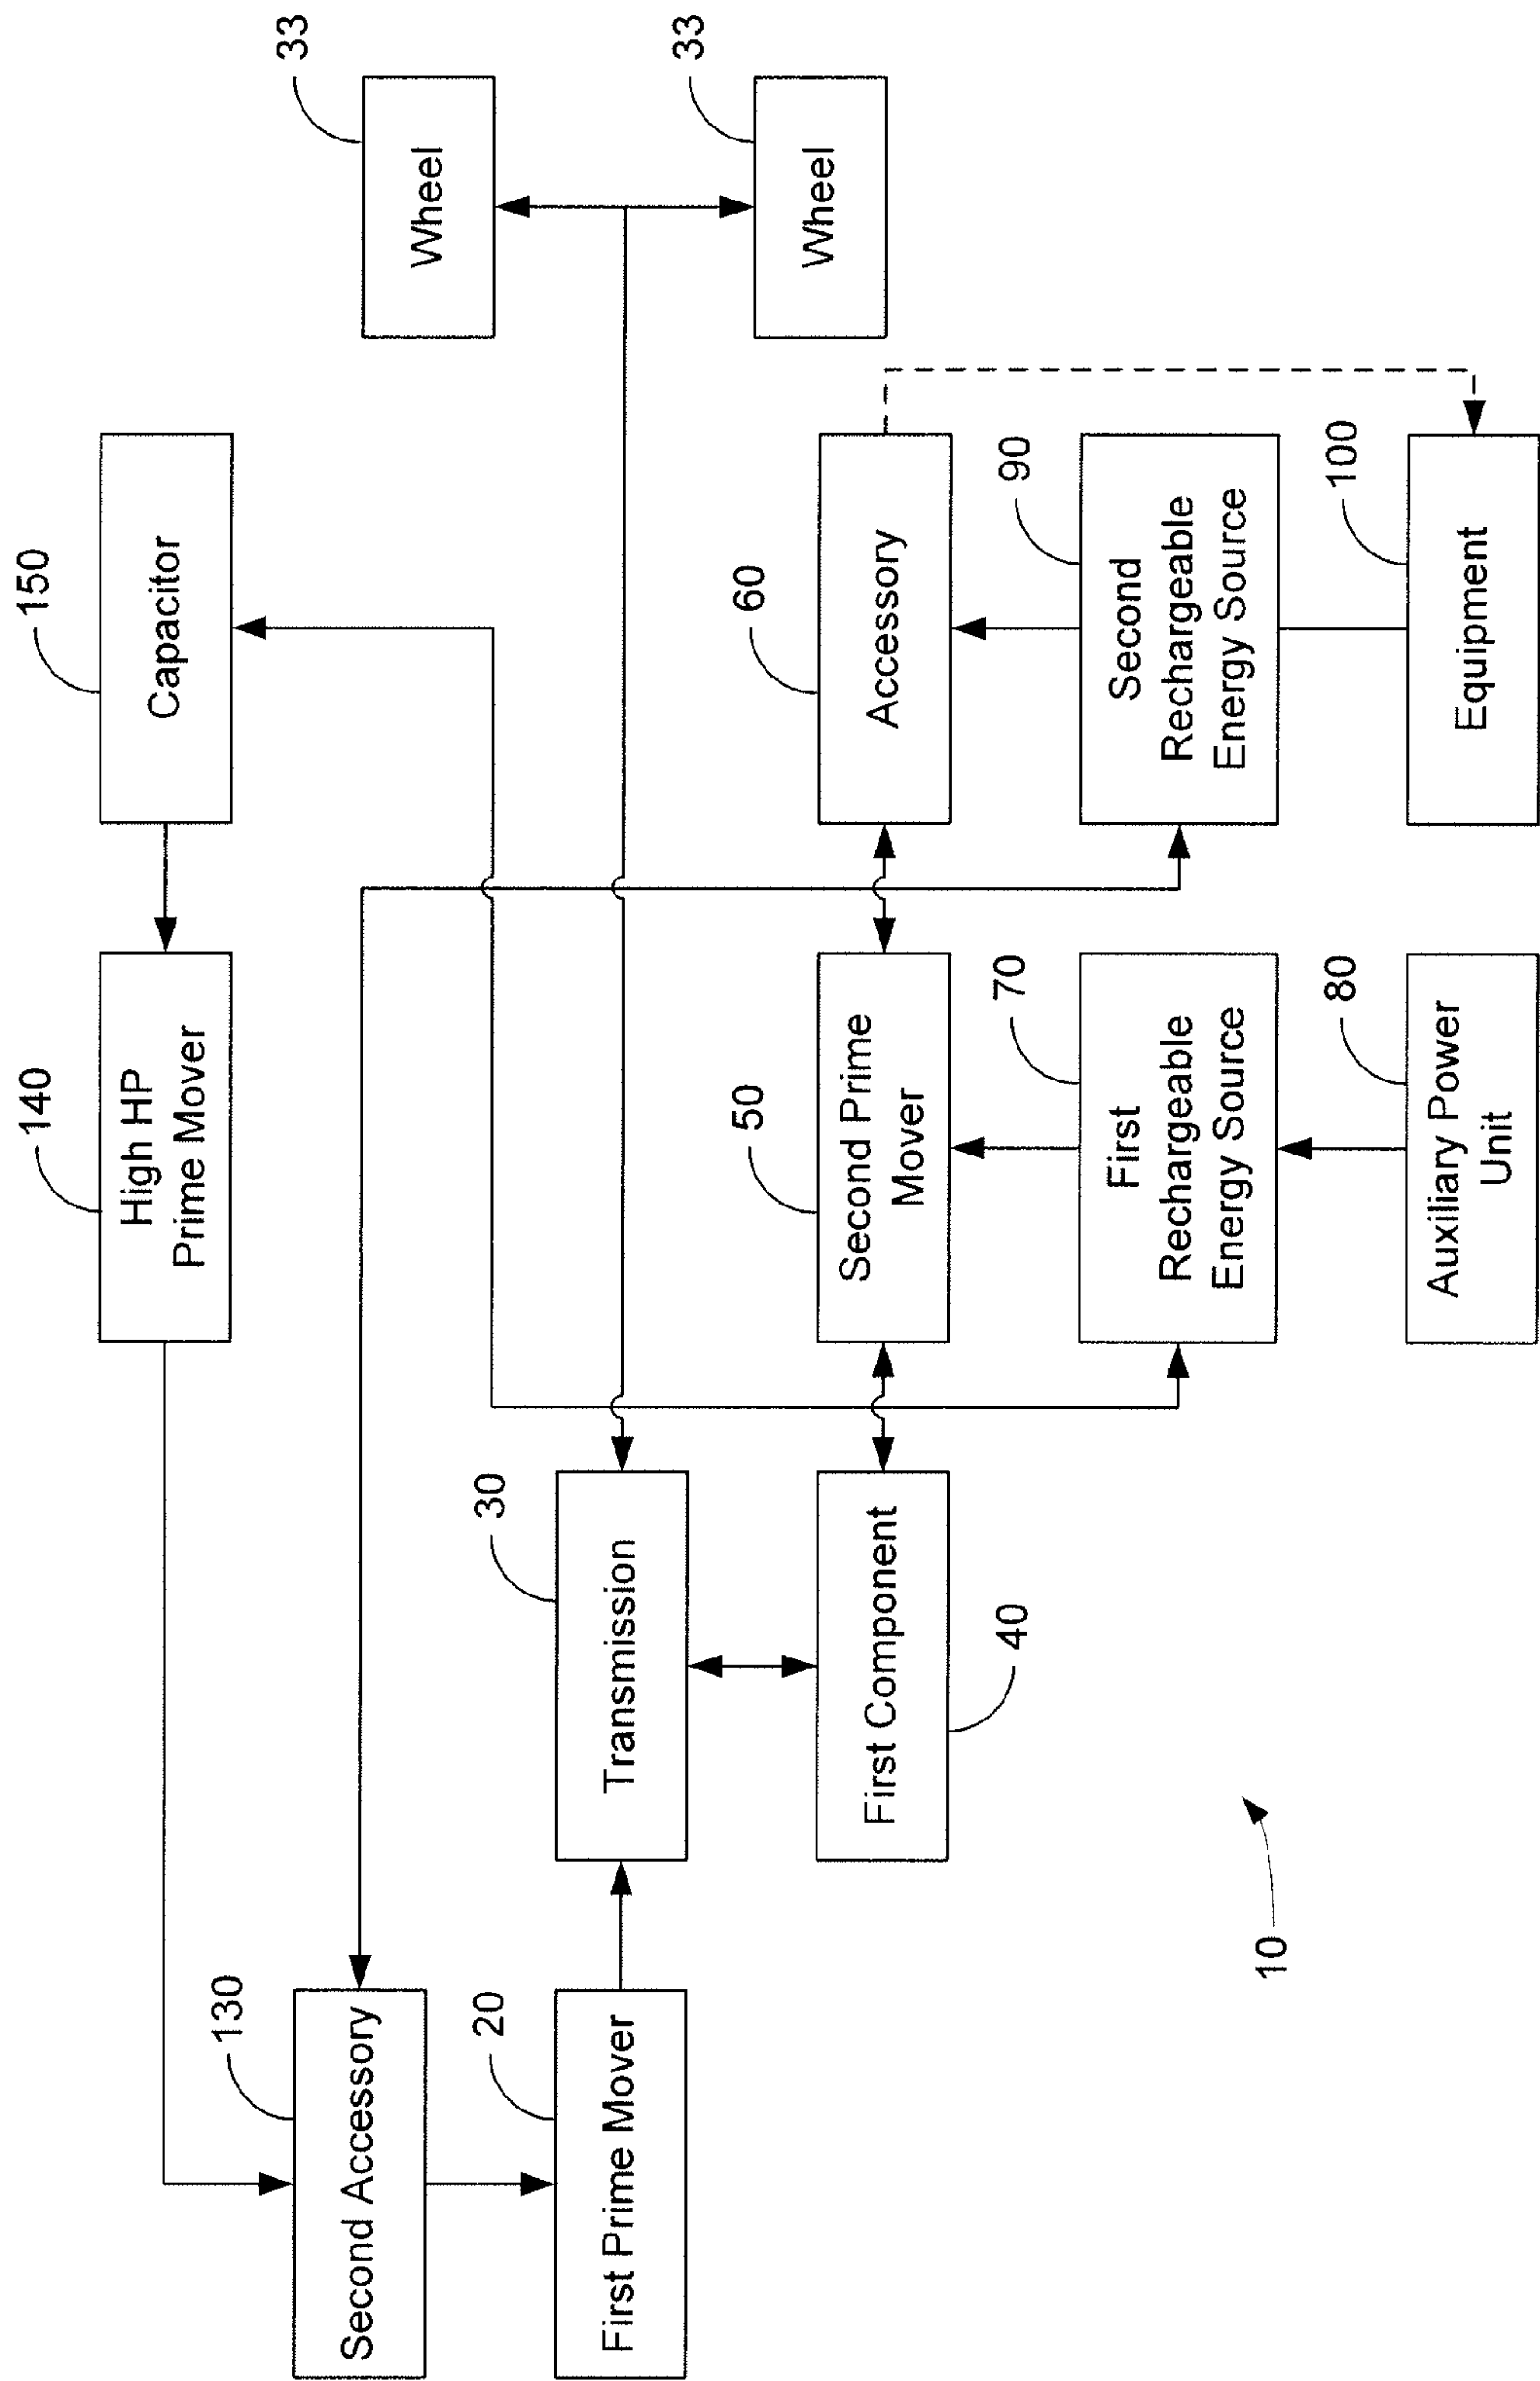 150
Capacitor
140
High HP
Prime Mover
33
Wheel
33
Wheel
130
Second Accessory
20
First Prime Mover
30
Transmission
First Component
40
50
Second Prime
Mover
60
Accessory
70
First
Rechargeable
Energy Source
90
Second
Rechargeable
Energy Source
80
Auxiliary Power
Unit
100
Equipment
10